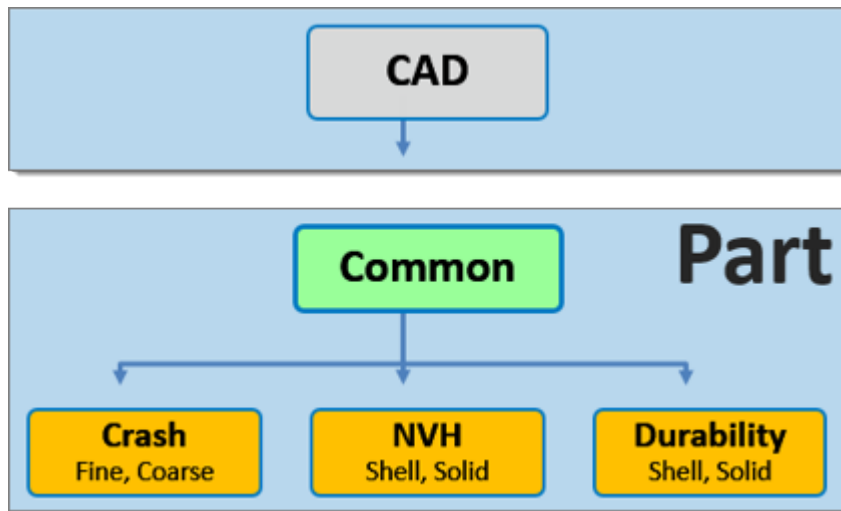 CAD
Common
Part
Crash
Fine, Coarse
NVH
Shell, Solid
Durability
Shell, Solid